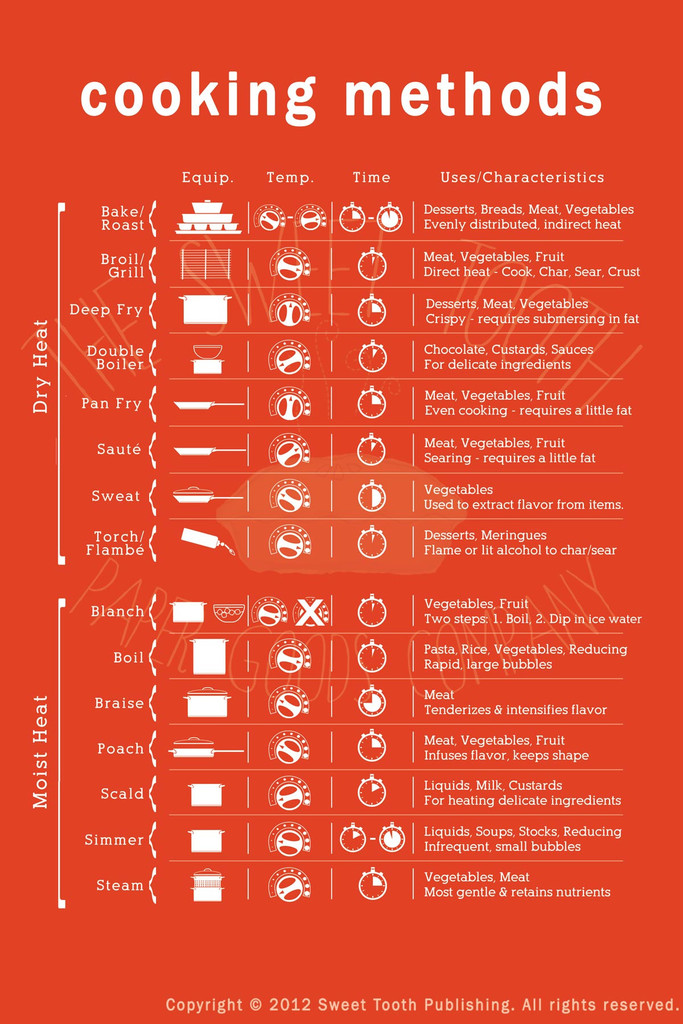 cooking methods
Equip. Temp. Time Uses/Characteristics
Dry Heat
Bake/
Roast
Desserts, Breads, Meat, Vegetables
Evenly distributed, indirect heat
Broil/
Grill
Meat, Vegetables, Fruit
Direct heat - Cook, Char, Sear, Crust
Deep Fry
Desserts, Meat, Vegetables
Crispy - requires submersing in fat
Double
Boiler
Chocolate, Custards, Sauces
For delicate ingredients
Pan Fry
Meat, Vegetables, Fruit
Even cooking - requires a little fat
Sauté
Meat, Vegetables, Fruit
Searing - requires a little fat
Sweat
Vegetables
Used to extract flavor from items.
Torch/
Flambé
Desserts, Meringues
Flame or lit alcohol to char/sear
Moist Heat
Blanch
Vegetables, Fruit
Two steps: 1. Boil, 2. Dip in ice water
Boil
Pasta, Rice, Vegetables, Reducing
Rapid, large bubbles
Braise
Meat
Tenderizes & intensifies flavor
Poach
Meat, Vegetables, Fruit
Infuses flavor, keeps shape
Scald
Liquids, Milk, Custards
For heating delicate ingredients
Simmer
Liquids, Soups, Stocks, Reducing
Infrequent, small bubbles
Steam
Vegetables, Meat
Most gentle & retains nutrients
THE SWEET TOOTH
PAPER GOODS COMPANY
Copyright © 2012 Sweet Tooth Publishing. All rights reserved.